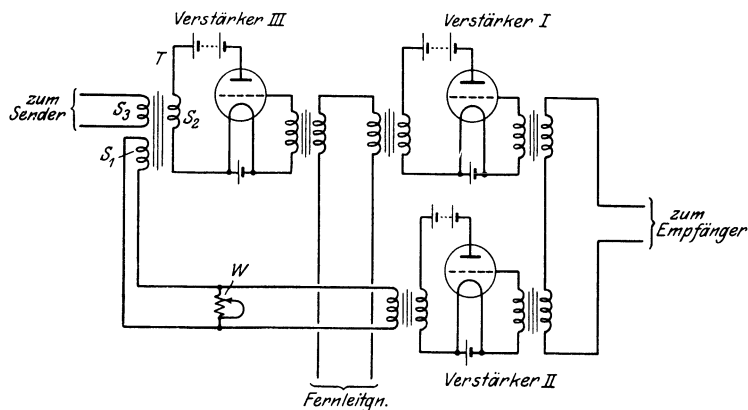 Verstärker III
Verstärker I
T
zum
Sender
S3
S2
S1
zum
Empfänger
W
Verstärker II
Fernleitgn.